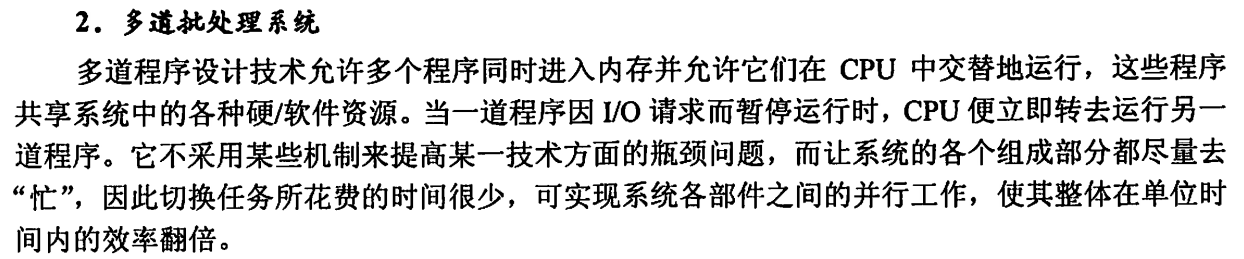 2．多道批处理系统
多道程序设计技术允许多个程序同时进入内存并允许它们在 CPU 中交替地运行，这些程序
共享系统中的各种硬/软件资源。当一道程序因 I/O 请求而暂停运行时，CPU 便立即转去运行另一
道程序。它不采用某些机制来提高某一技术方面的瓶颈问题，而让系统的各个组成部分都尽量去
“忙”，因此切换任务所花费的时间很少，可实现系统各部件之间的并行工作，使其整体在单位时
间内的效率翻倍。